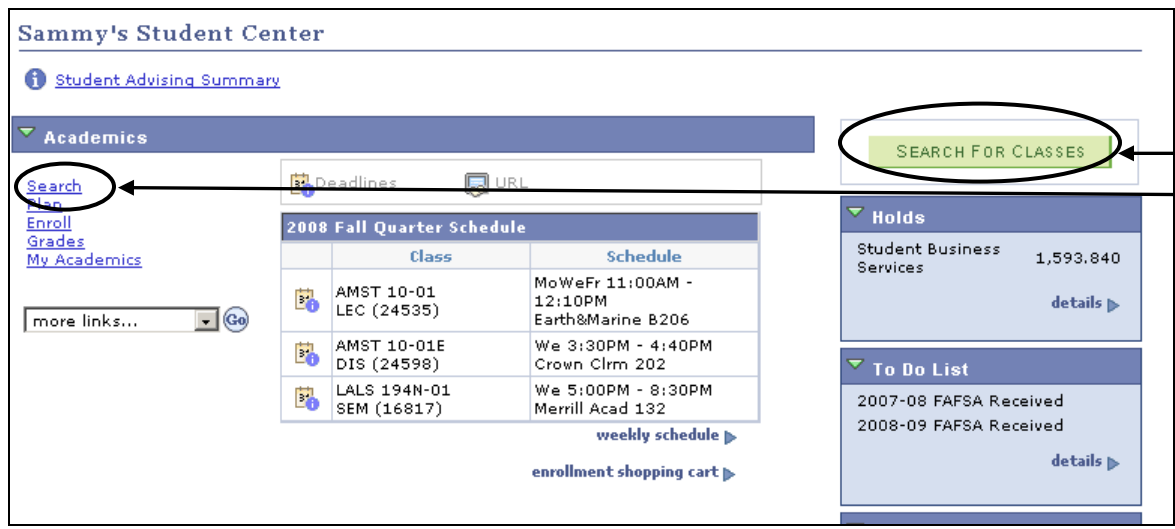 Sammy's Student Center
Student Advising Summary
Academics
Search
Plan
Enroll
Grades
My Academics
more links...
Go
Deadlines
URL
2008 Fall Quarter Schedule
Class Schedule
AMST 10-01
LEC (24535)
MoWeFr 11:00AM -
12:10PM
Earth&Marine B206
AMST 10-01E
DIS (24598)
We 3:30PM - 4:40PM
Crown Clrm 202
LALS 194N-01
SEM (16817)
We 5:00PM - 8:30PM
Merrill Acad 132
weekly schedule
enrollment shopping cart
SEARCH FOR CLASSES
Holds
Student Business
Services
1,593.840
details
To Do List
2007-08 FAFSA Received
2008-09 FAFSA Received
details